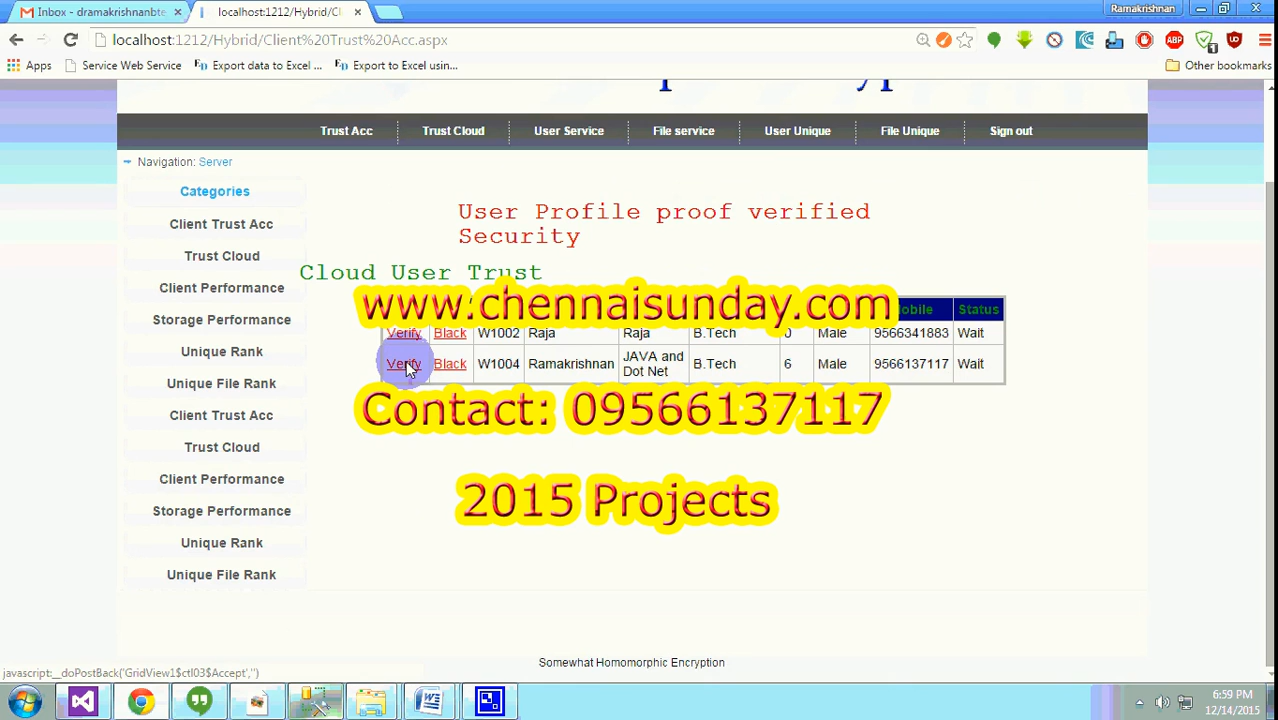 Inbox - dramakrishnanbte
localhost:1212/Hybrid/Cl
Ramakrishnan
localhost:1212/Hybrid/Client%20Trust%20Acc.aspx
Apps Service Web Service Export data to Excel ... Export to Excel usin... Other bookmarks
Trust Acc Trust Cloud User Service File service User Unique File Unique Sign out
Navigation: Server
Categories
Client Trust Acc
Trust Cloud
Client Performance
Storage Performance
Unique Rank
Unique File Rank
Client Trust Acc
Trust Cloud
Client Performance
Storage Performance
Unique Rank
Unique File Rank
User Profile proof verified
Security
Cloud User Trust
www.chennaisunday.com
Status
Verify Black W1002 Raja Raja B.Tech 0 Male 9566341883 Wait
Verify Black W1004 Ramakrishnan JAVA and Dot Net B.Tech 6 Male 9566137117 Wait
Contact: 09566137117
2015 Projects
Somewhat Homomorphic Encryption
javascript:__doPostBack('GridView1$ctl03$Accept','')
6:59 PM
12/14/2015